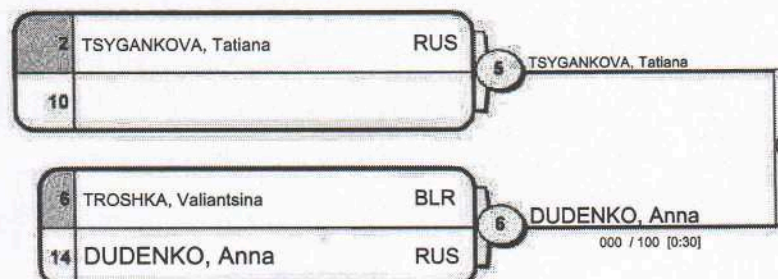 2 TSYGANKOVA, Tatiana RUS
5 TSYGANKOVA, Tatiana
10
6 TROSHKA, Valiantsina BLR
6 DUDENKO, Anna
000 / 100 [0:30]
14 DUDENKO, Anna RUS